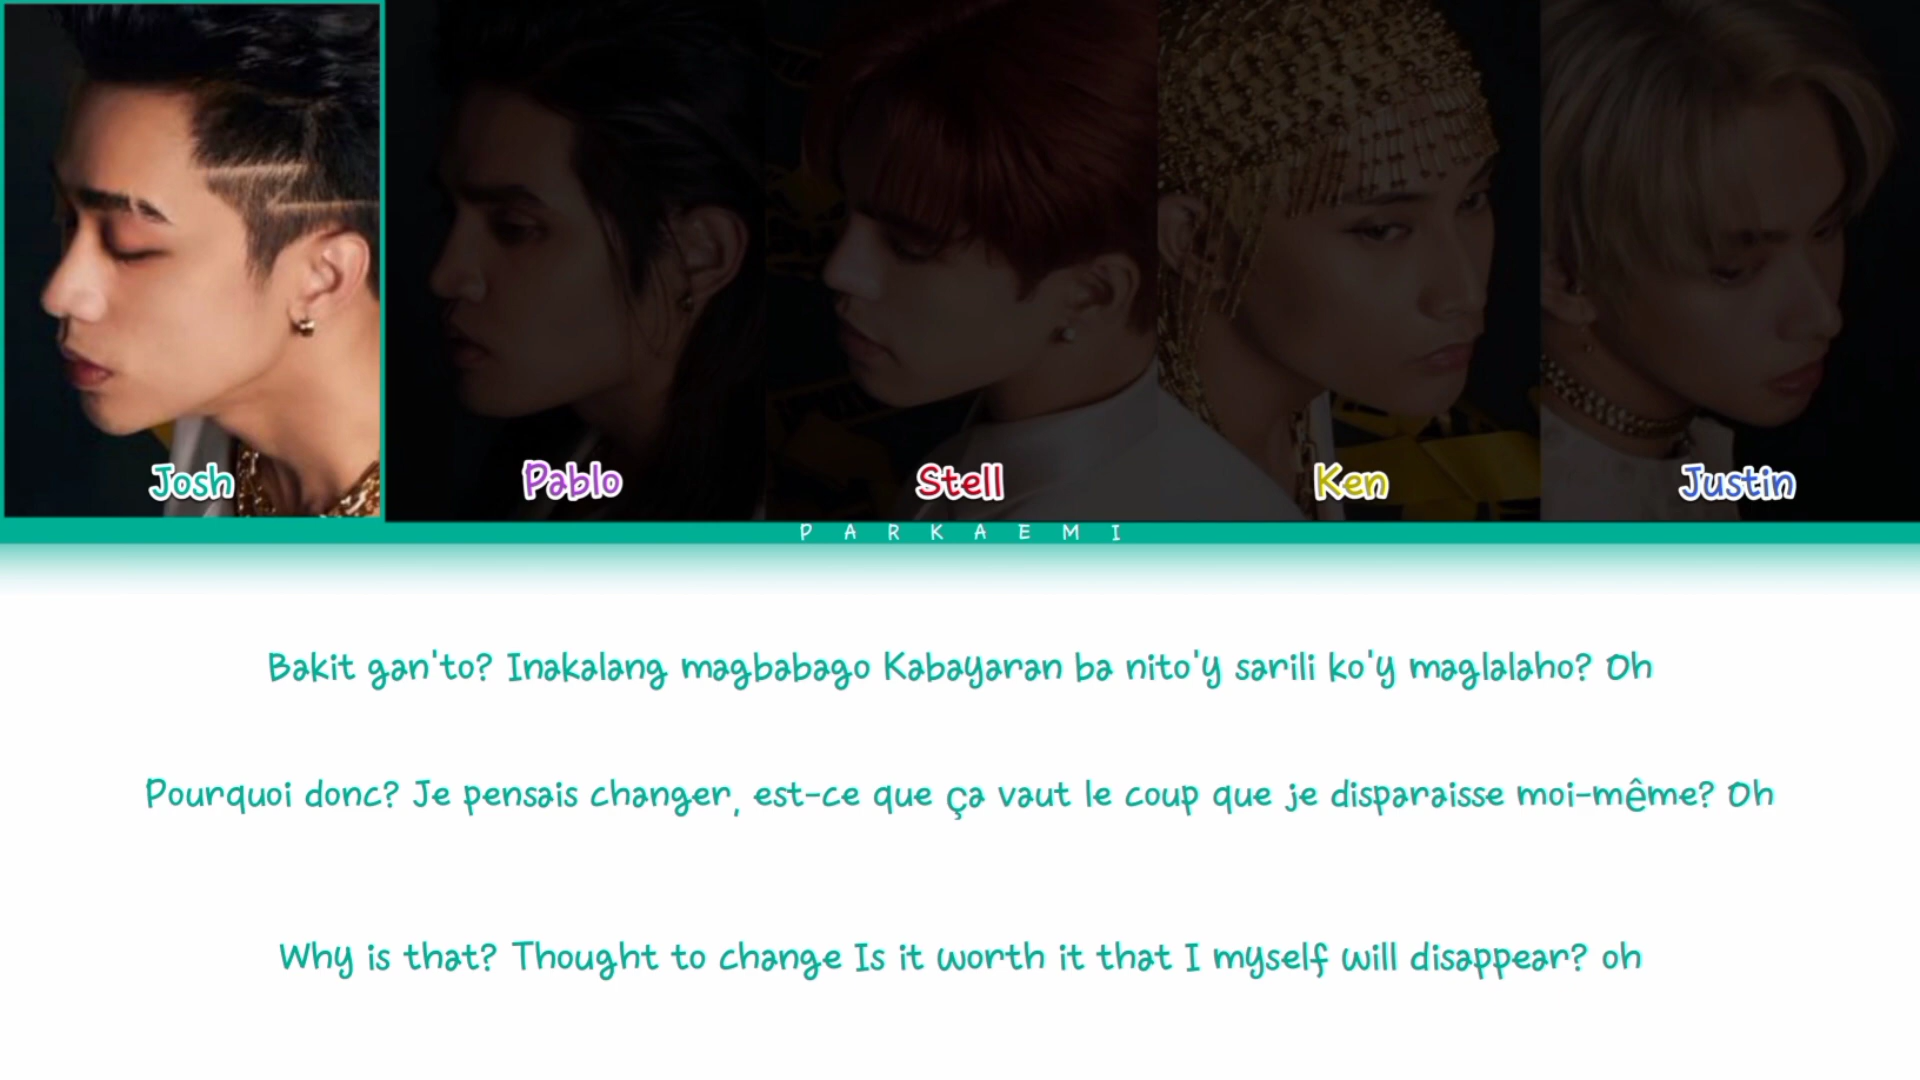 Josh
Pablo
Stell
Ken
Justin
PARKAEMI
Bakit gan'to? Inakalang magbabago Kabayaran ba nito'y sarili ko'y maglalaho? Oh
Pourquoi donc? Je pensais changer, est-ce que ça vaut le coup que je disparaisse moi-même? Oh
Why is that? Thought to change Is it worth it that I myself will disappear? oh